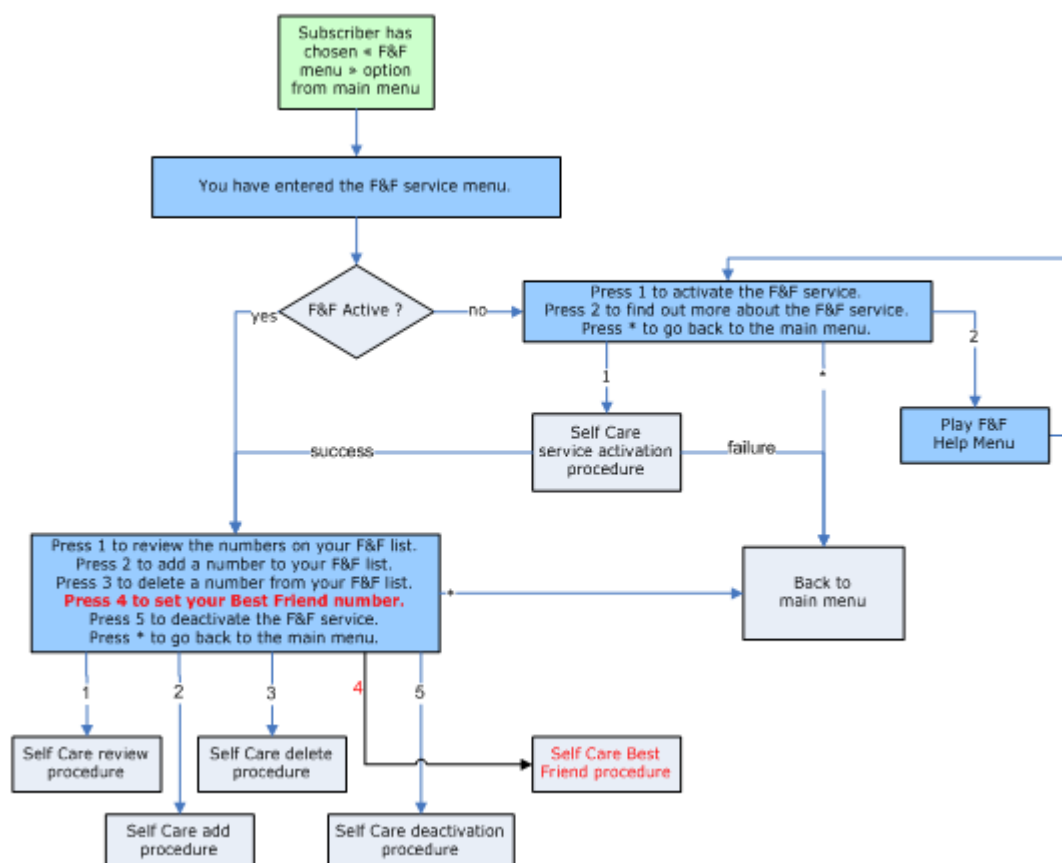 Subscriber has
chosen « F&F
menu » option
from main menu
You have entered the F&F service menu.
F&F Active ?
yes
no
Press 1 to activate the F&F service.
Press 2 to find out more about the F&F service.
Press * to go back to the main menu.
1
*
2
Self Care
service activation
procedure
success
failure
Play F&F
Help Menu
Press 1 to review the numbers on your F&F list.
Press 2 to add a number to your F&F list.
Press 3 to delete a number from your F&F list.
Press 4 to set your Best Friend number.
Press 5 to deactivate the F&F service.
Press * to go back to the main menu.
*
Back to
main menu
1
2
3
4
5
Self Care review
procedure
Self Care delete
procedure
Self Care Best
Friend procedure
Self Care add
procedure
Self Care deactivation
procedure